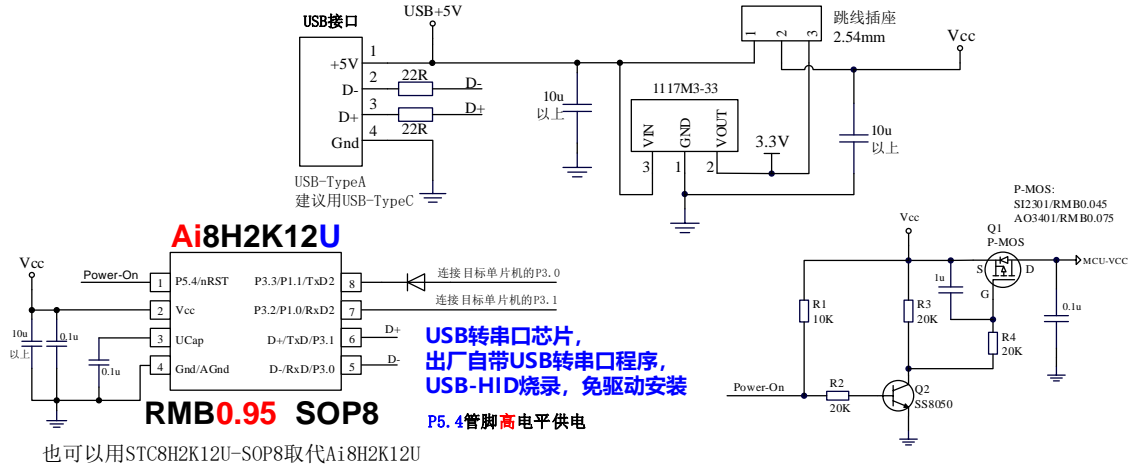 USB接口
USB+5V
+5V
1
D-
2
22R
D-
D+
3
22R
D+
Gnd
4
USB-TypeA
建议用USB-TypeC
10u
以上
1
2
3
跳线插座
2.54mm
Vcc
1117M3-33
VIN
GND
VOUT
3
1
2
3.3V
10u
以上
Ai8H2K12U
Vcc
Power-On
1
P5.4/nRST
P3.3/P1.1/TxD2
8
连接目标单片机的P3.0
2
Vcc
P3.2/P1.0/RxD2
7
连接目标单片机的P3.1
3
UCap
D+/TxD/P3.1
6
D+
4
Gnd/AGnd
D-/RxD/P3.0
5
D-
10u
以上
0.1u
0.1u
RMB0.95 SOP8
USB转串口芯片，
出厂自带USB转串口程序，
USB-HID烧录，免驱动安装
P5.4管脚高电平供电
也可以用STC8H2K12U-SOP8取代Ai8H2K12U
P-MOS:
SI2301/RMB0.045
AO3401/RMB0.075
Q1
P-MOS
Vcc
S
D
G
MCU-VCC
1u
0.1u
R1
10K
R3
20K
R4
20K
Power-On
R2
20K
Q2
SS8050